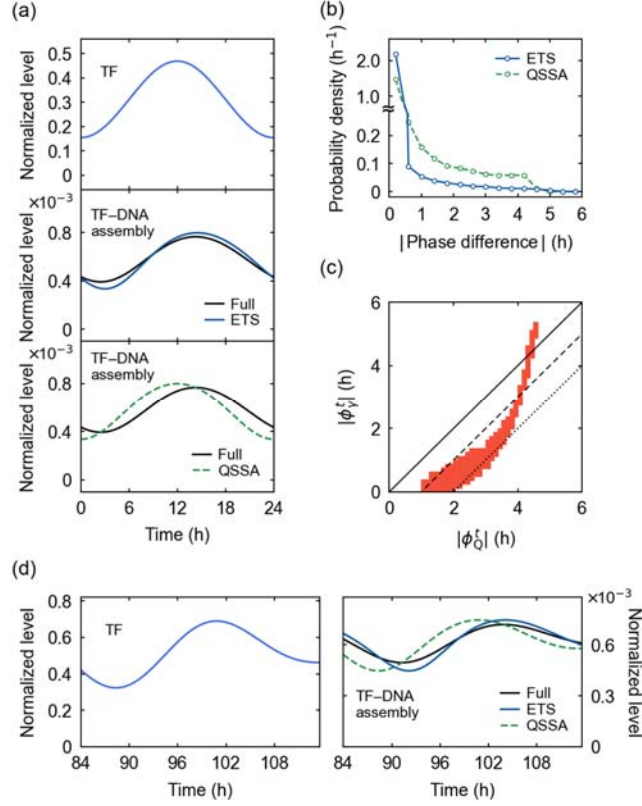 (a)
Normalized level
0.5
0.4
0.3
0.2
0.1
0
TF
×10⁻³
Normalized level
0.8
0.4
0
TF–DNA
assembly
Full
ETS
×10⁻³
Normalized level
0.8
0.4
0
TF–DNA
assembly
Full
QSSA
0 6 12 18 24
Time (h)
(b)
Probability density (h⁻¹)
2.0
1.0
0.2
0.1
0
ETS
QSSA
0 1 2 3 4 5 6
|Phase difference| (h)
(c)
|ϕᵗᵧ| (h)
6
4
2
0
0 2 4 6
|ϕᵗQ| (h)
(d)
Normalized level
0.8
0.6
0.4
0.2
0
TF
84 90 96 102 108
Time (h)
×10⁻³
Normalized level
0.6
0.3
0
TF–DNA
assembly
Full
ETS
QSSA
84 90 96 102 108
Time (h)